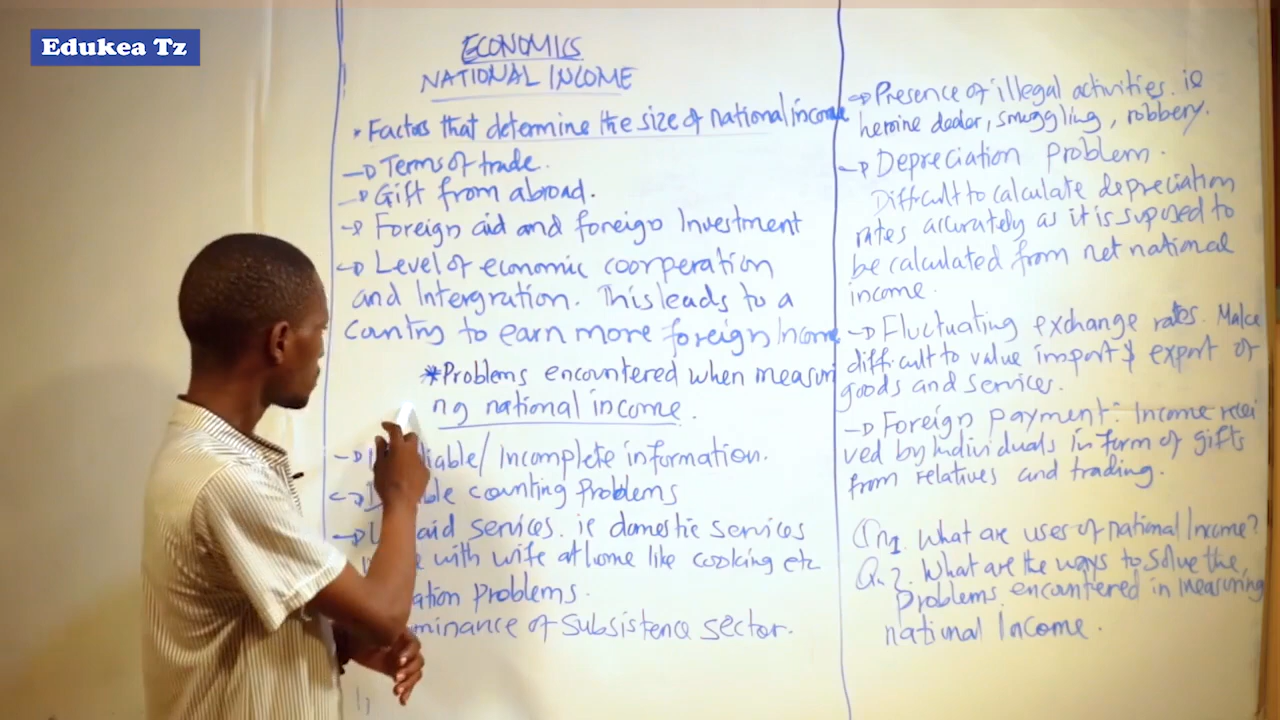 Edukea Tz
ECONOMICS
NATIONAL INCOME
* Factors that determine the size of national income
→ Terms of trade.
→ Gift from abroad.
→ Foreign aid and foreign Investment
→ Level of economic coorperation
and Intergration. This leads to a
Country to earn more foreign Income
*Problems encountered when measuri
ng national income.
→ liable/ Incomplete information.
→ ble counting Problems
→ aid services. ie domestic services
with wife at home like cooking etc
ation problems.
minance of Subsistence sector.
→ Presence of illegal activities. ie
heroine dealer, smuggling, robbery.
→ Depreciation problem.
Difficult to calculate depreciation
rates accurately as it is suposed to
be calculated from net national
income.
→ Fluctuating exchange rates. Make
difficult to value import & export of
goods and services.
→ Foreign payment: Income recei
ved by Individuals in form of gifts
from relatives and trading.
Qn 1. What are uses of national Income?
Qn 2. What are the ways to solve the
problems encountered in measuring
national Income.